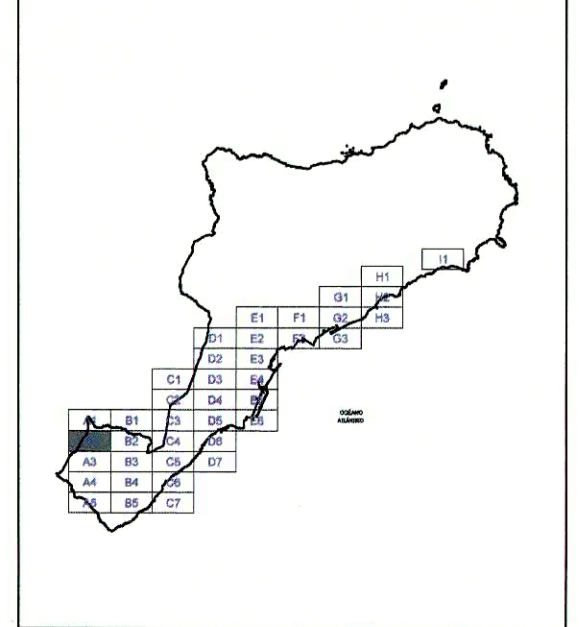 I1
H1
G1 H2
E1 F1 G2 H3
D1 E2 F2 G3
D2 E3
C1 D3 E4
C2 D4
OCÉANO
ATLÁNTICO
A1 B1 C3 D5 E6
B2 C4 D6
A3 B3 C5 D7
A4 B4 C6
A5 B5 C7